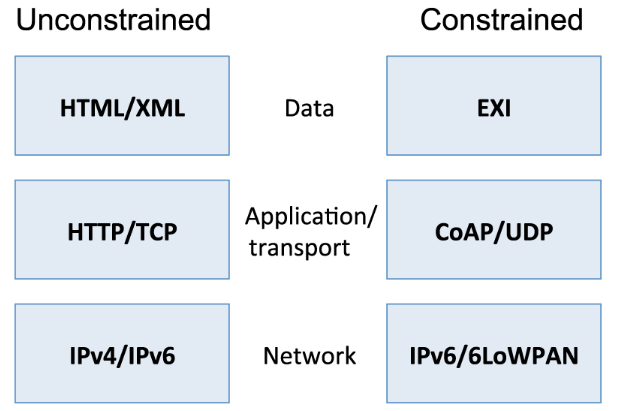 Unconstrained Constrained
HTML/XML Data EXI
HTTP/TCP Application/
transport CoAP/UDP
IPv4/IPv6 Network IPv6/6LoWPAN